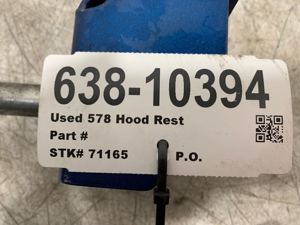 638-10394
Used 578 Hood Rest
Part #
STK# 71165 P.O.